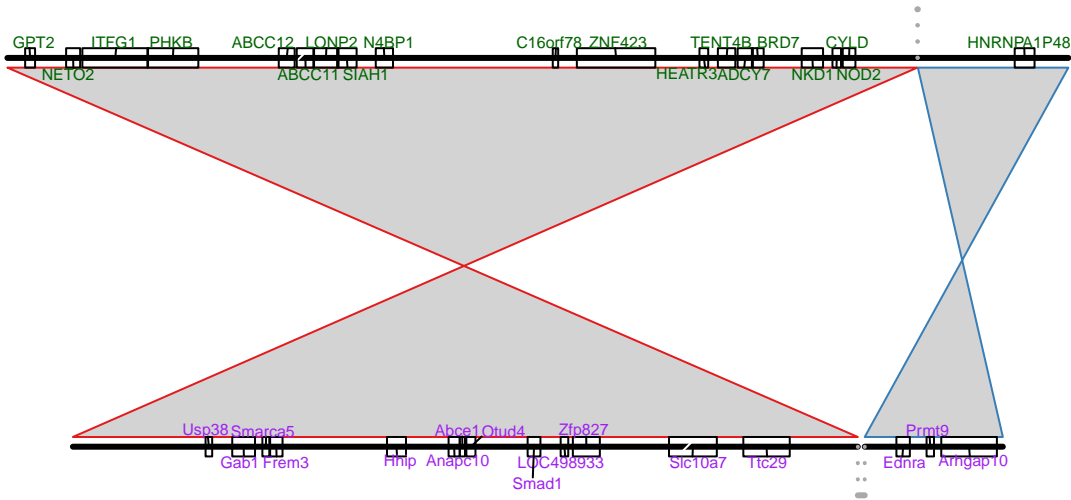 GPT2 ITFG1 PHKB ABCC12 LONP2 N4BP1 C16orf78 ZNF423 TENT4B BRD7 CYLD HNRNPA1P48
NETO2 ABCC11 SIAH1 HEATR3 ADCY7 NKD1 NOD2
Usp38 Smarca5 Abce1 Otud4 Zfp827 Prmt9
Gab1 Frem3 Hhip Anapc10 LOC498933 Slc10a7 Ttc29 Ednra Arhgap10
Smad1